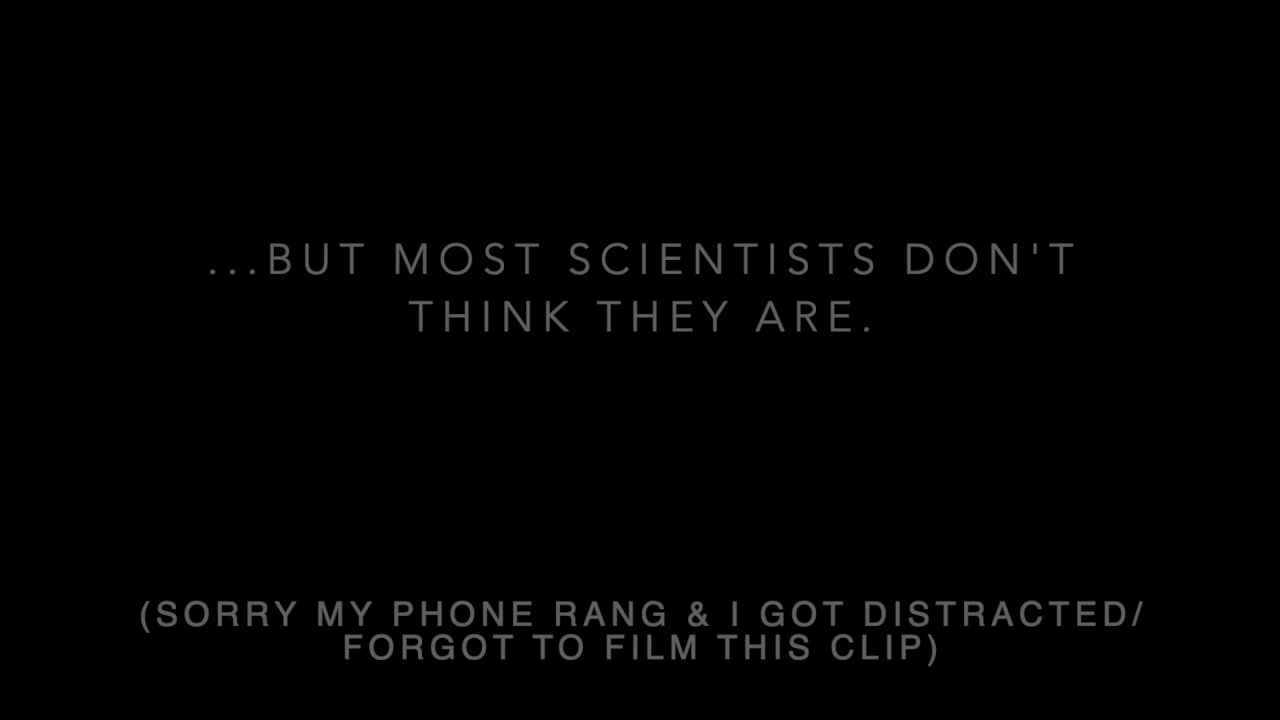 ...BUT MOST SCIENTISTS DON'T
THINK THEY ARE.
(SORRY MY PHONE RANG & I GOT DISTRACTED/
FORGOT TO FILM THIS CLIP)